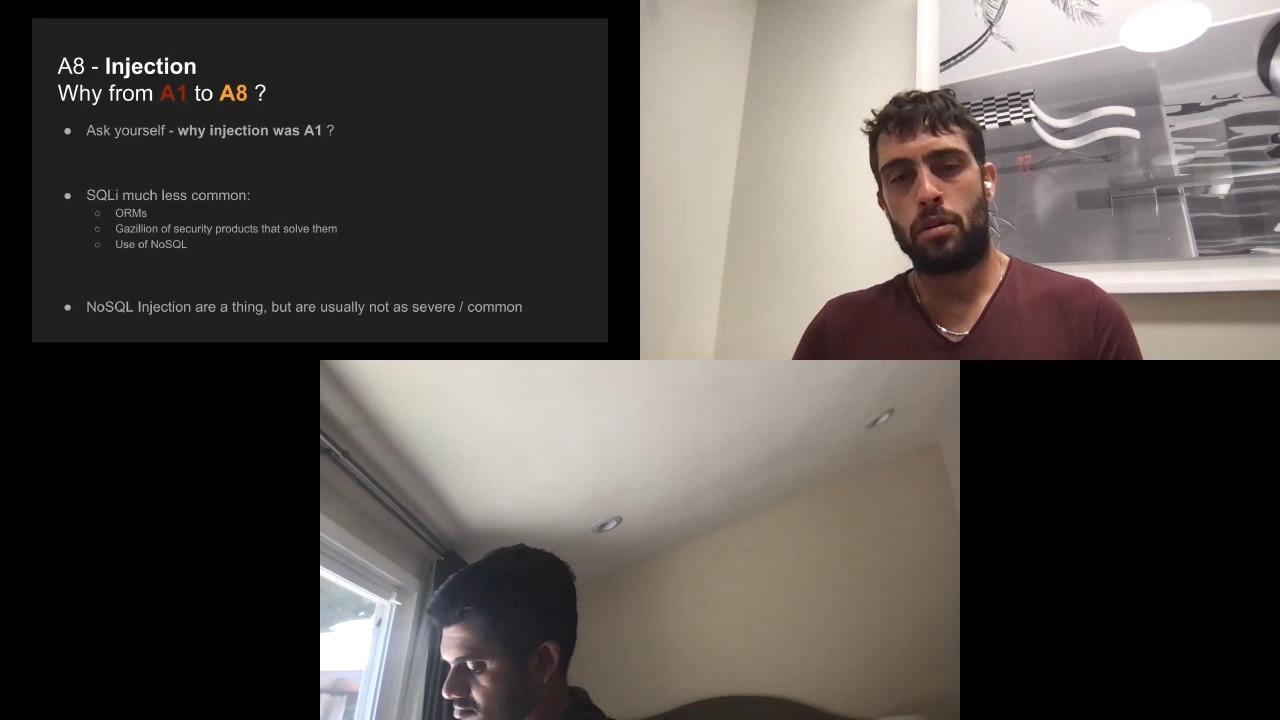 A8 - Injection
Why from A1 to A8 ?
● Ask yourself - why injection was A1 ?
● SQLi much less common:
○ ORMs
○ Gazillion of security products that solve them
○ Use of NoSQL
● NoSQL Injection are a thing, but are usually not as severe / common